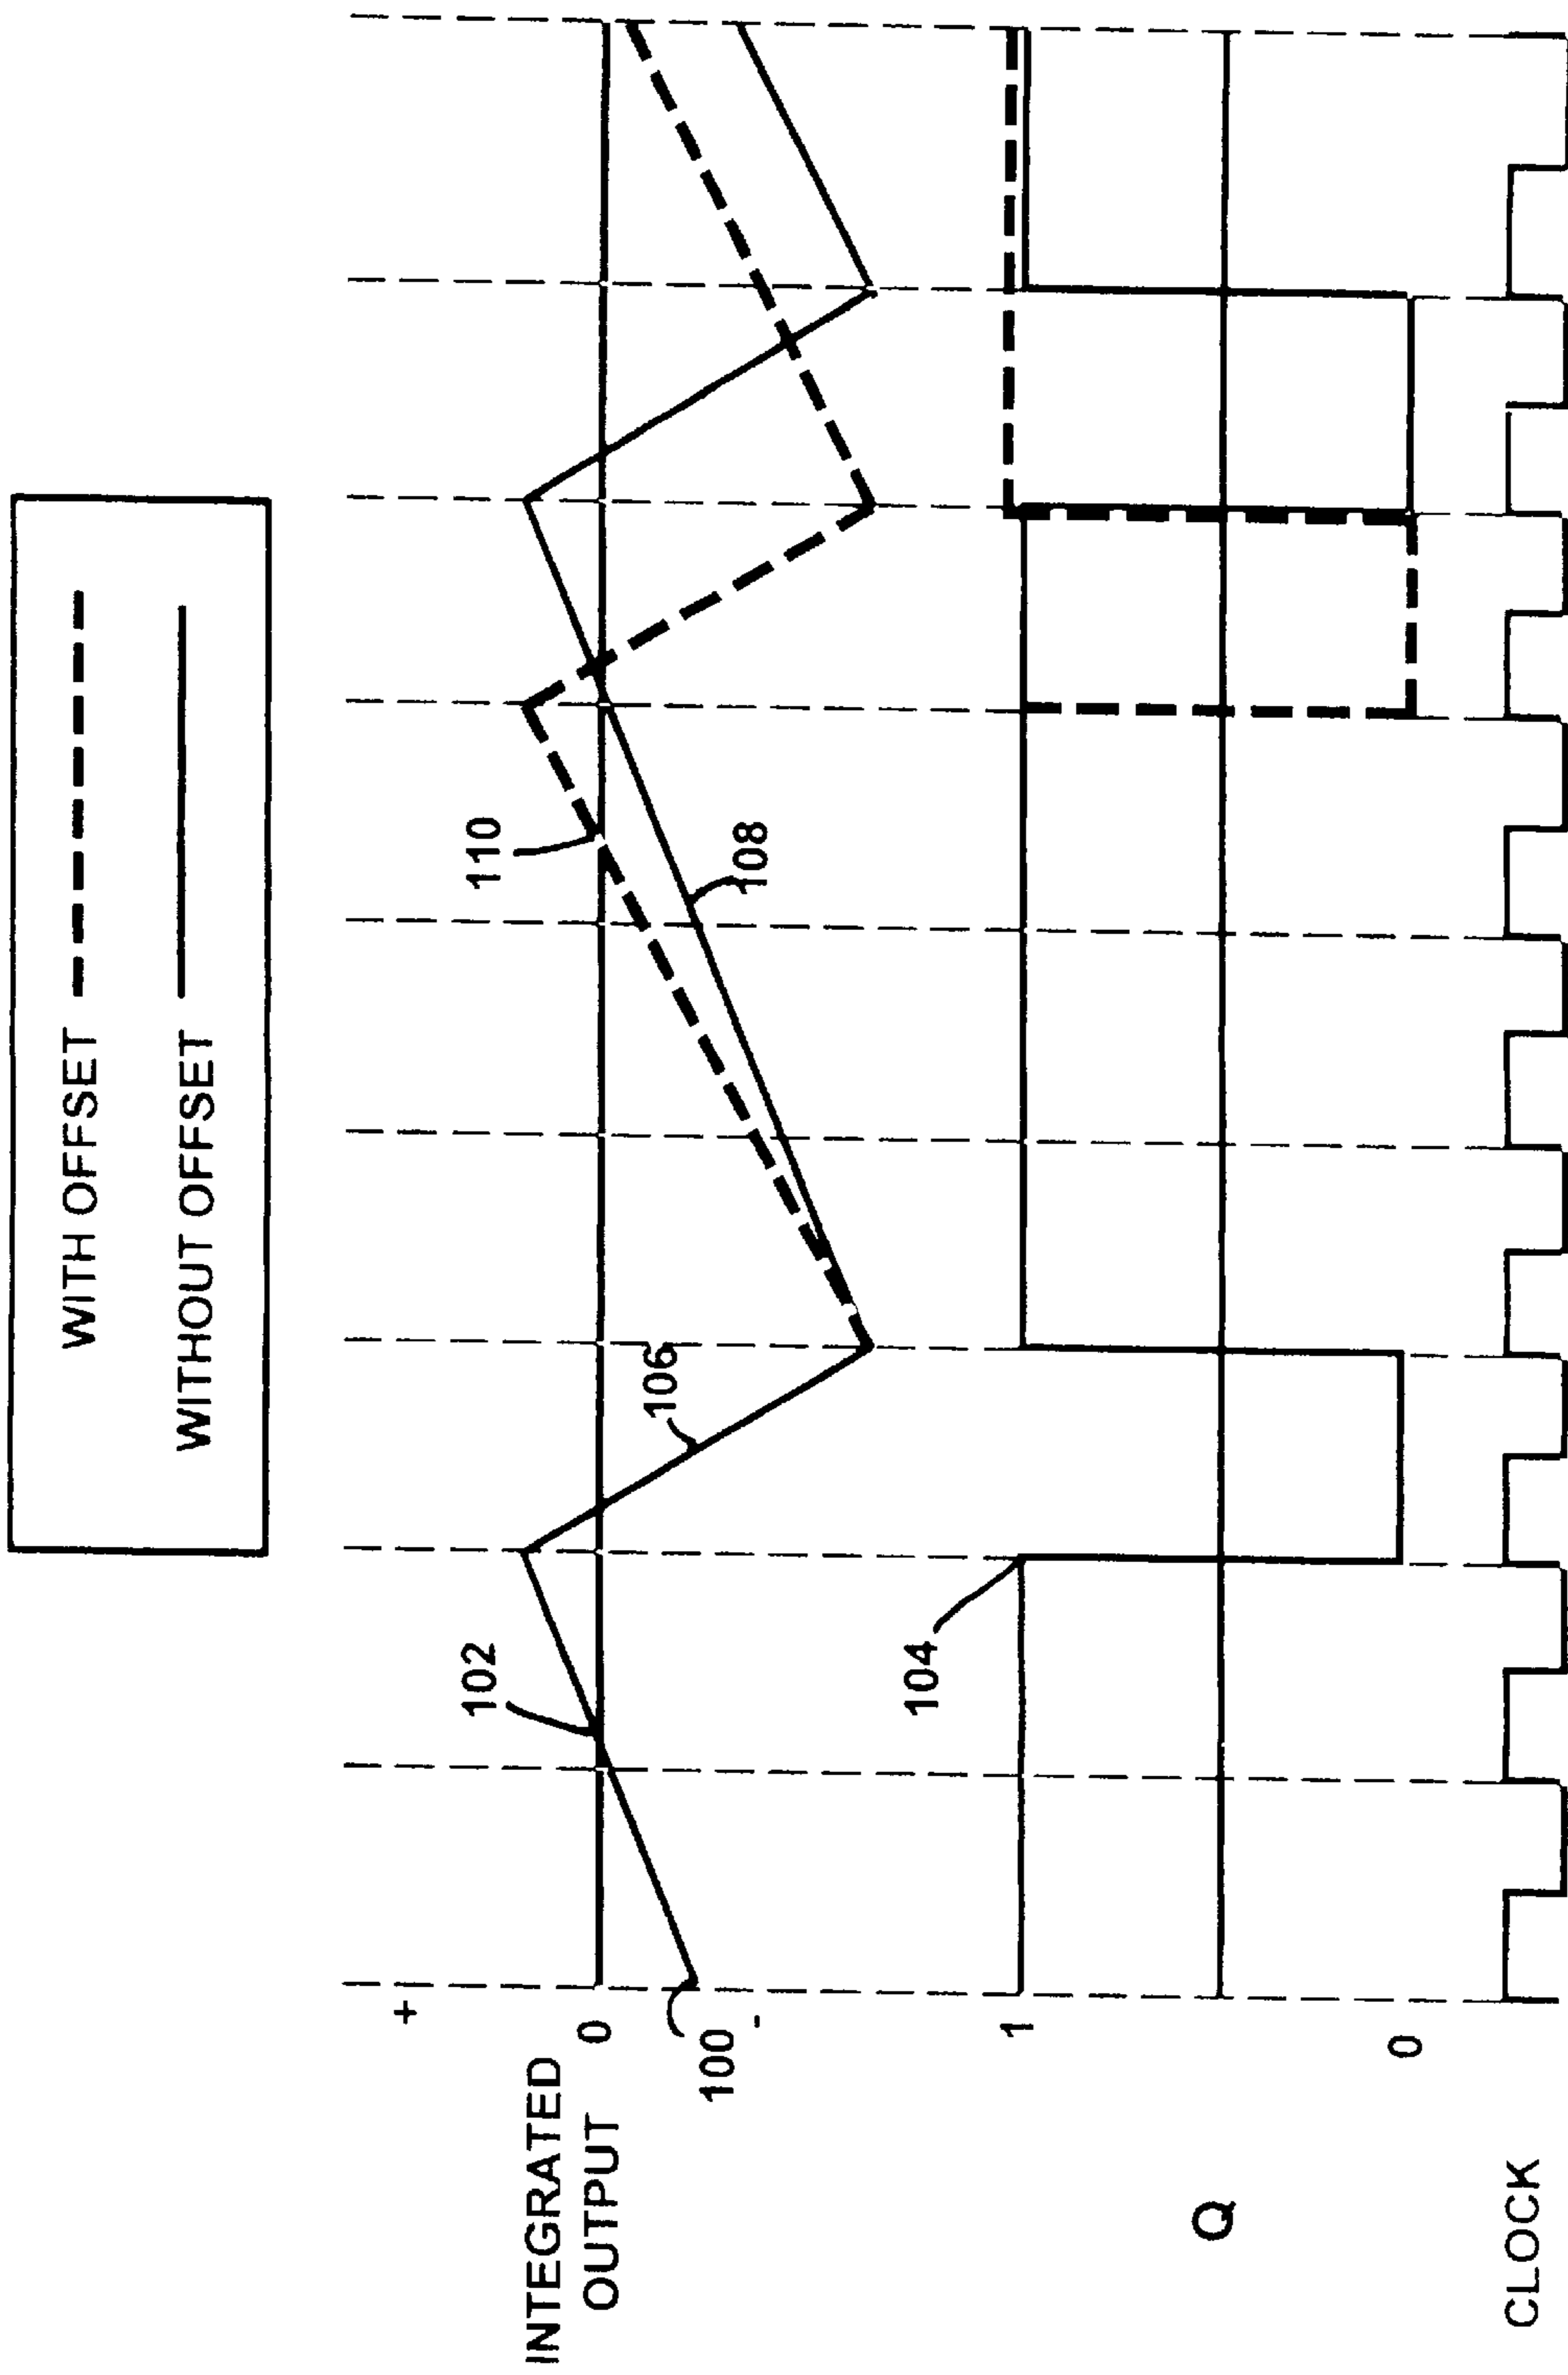 WITH OFFSET
WITHOUT OFFSET
INTEGRATED
OUTPUT
+
0
-
100
102
106
110
108
Q
1
0
104
CLOCK